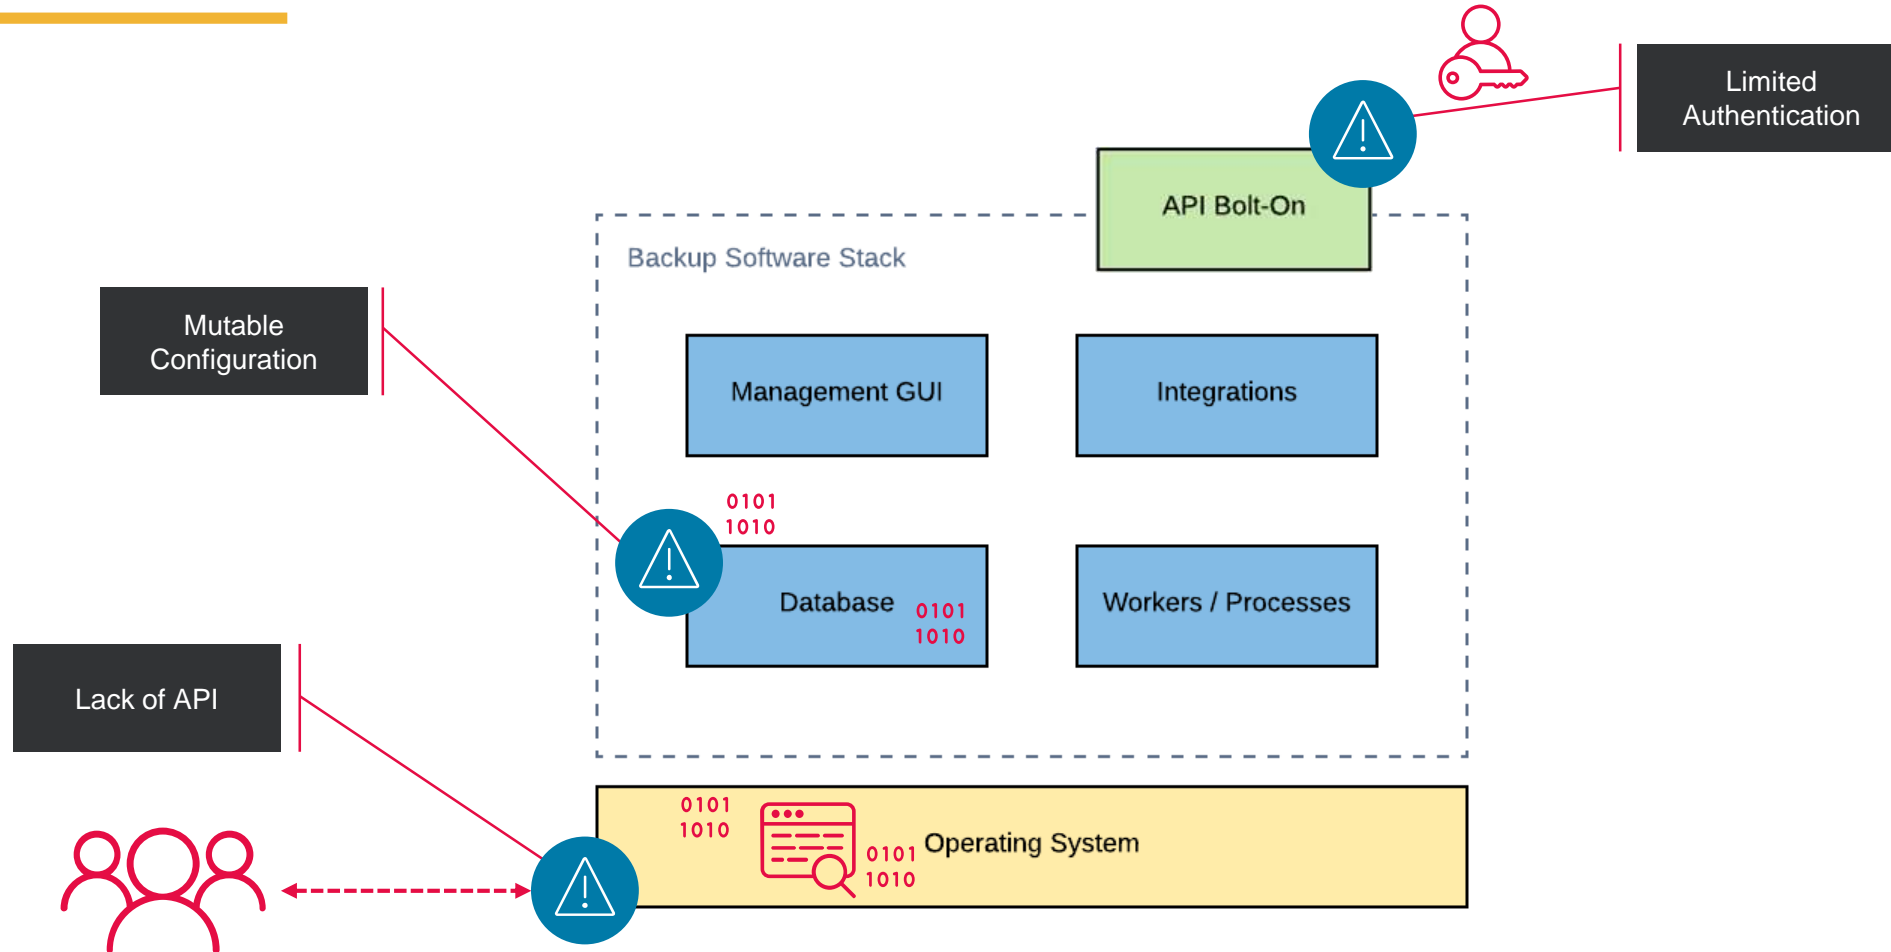 Limited
Authentication
API Bolt-On
Backup Software Stack
Mutable
Configuration
Management GUI
Integrations
0101
1010
Database
0101
1010
Workers / Processes
Lack of API
0101
1010
0101
1010
Operating System